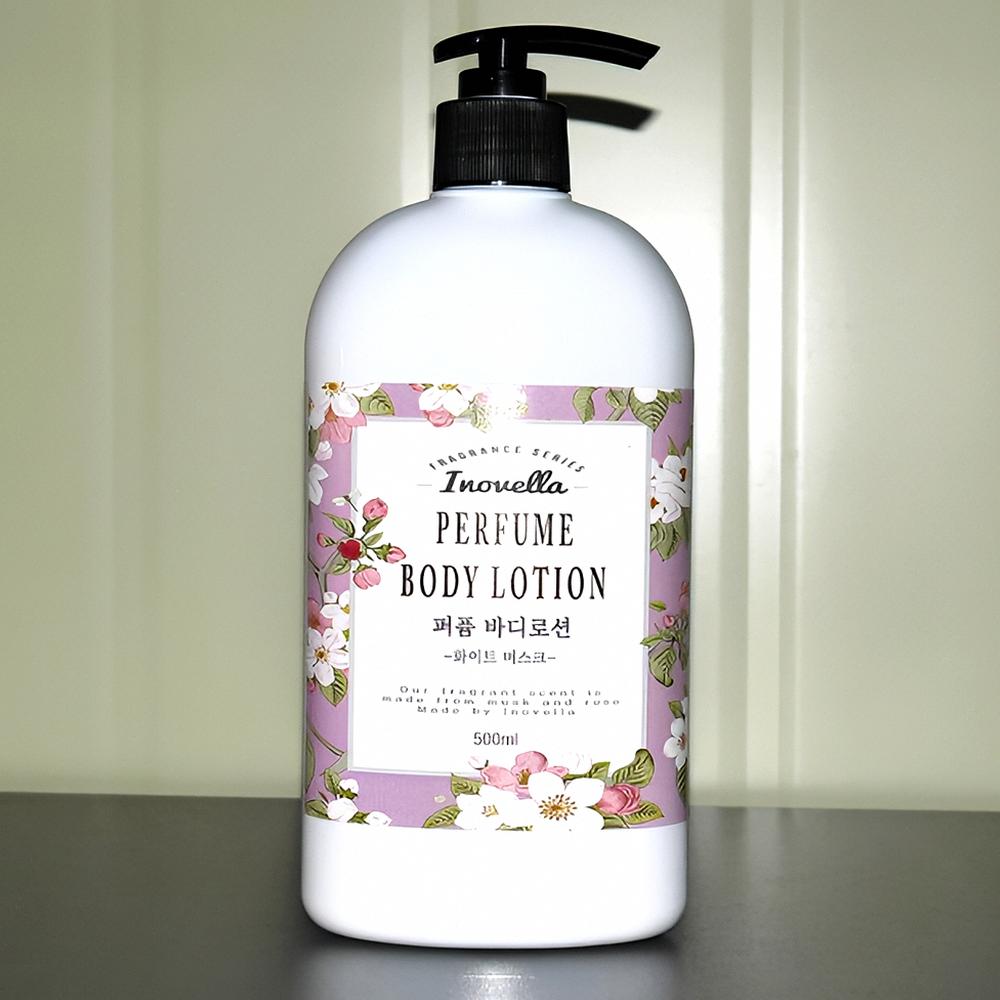 FRAGRANCE SERIES
Inovella
PERFUME
BODY LOTION
퍼퓸 바디로션
-화이트 머스크-
Our fragrant scent is
made from musk and rose
Made by Inovella
500ml